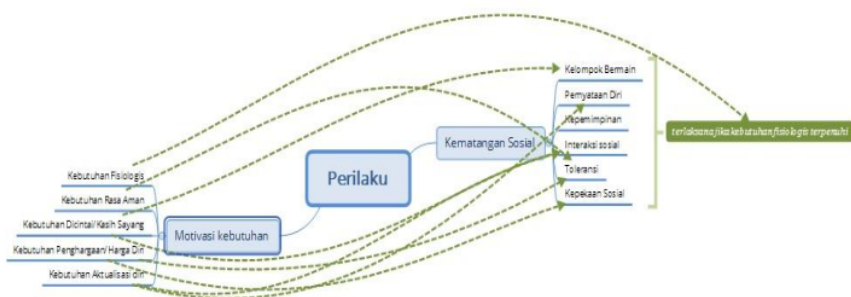 Perilaku
Kematangan Sosial
Kelompok Bermain
Pernyataan Diri
Kepemimpinan
Interaksi sosial
Toleransi
Kepekaan Sosial
terlaksana jika kebutuhan fisiologis terpenuhi
Motivasi kebutuhan
Kebutuhan Fisiologis
Kebutuhan Rasa Aman
Kebutuhan Dicintai/Kasih Sayang
Kebutuhan Penghargaan/Harga Diri
Kebutuhan Aktualisasi diri